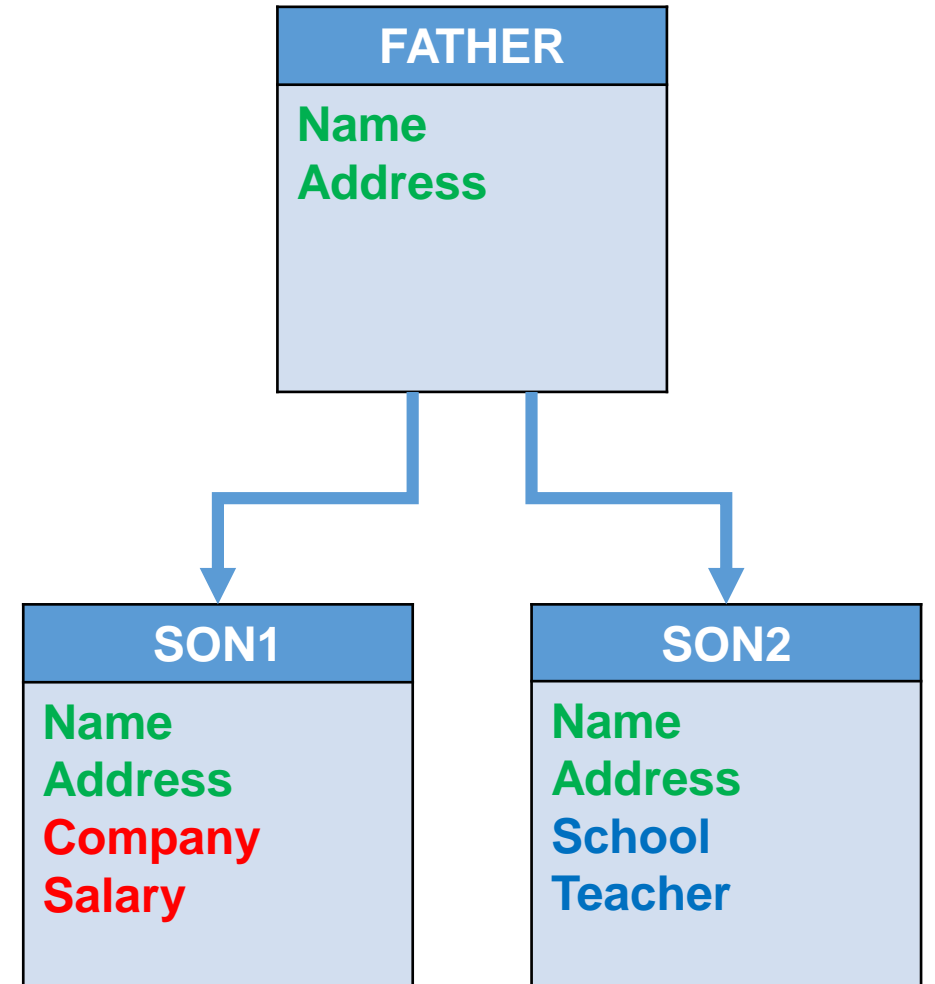 FATHER
Name
Address
SON1
Name
Address
Company
Salary
SON2
Name
Address
School
Teacher